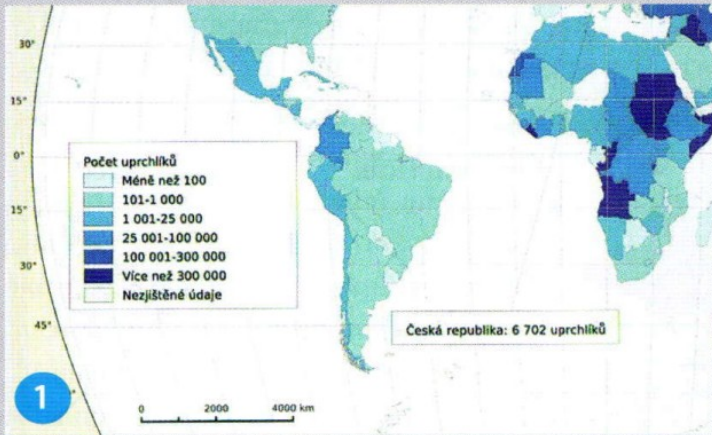 30°
15°
0°
15°
30°
45°
Počet uprchlíků
Méně než 100
101-1 000
1 001-25 000
25 001-100 000
100 001-300 000
Více než 300 000
Nezjištěné údaje
Česká republika: 6 702 uprchlíků
1
0 2000 4000 km